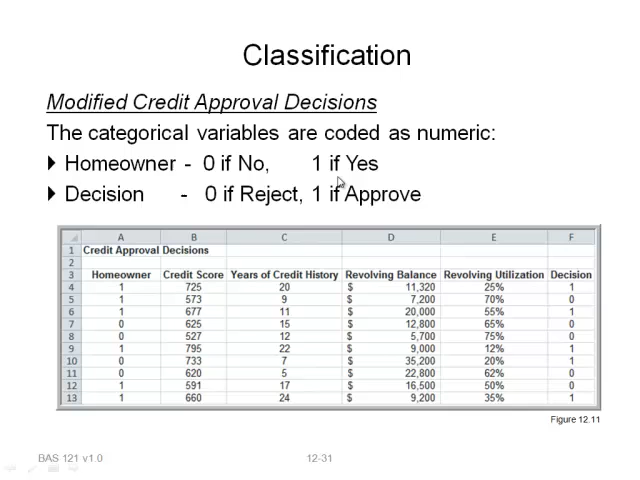 Classification
Modified Credit Approval Decisions
The categorical variables are coded as numeric:
Homeowner - 0 if No, 1 if Yes
Decision - 0 if Reject, 1 if Approve
A B C D E F
1 Credit Approval Decisions
2
3 Homeowner Credit Score Years of Credit History Revolving Balance Revolving Utilization Decision
4 1 725 20 $ 11,320 25% 1
5 1 573 9 $ 7,200 70% 0
6 1 677 11 $ 20,000 55% 1
7 0 625 15 $ 12,800 65% 0
8 0 527 12 $ 5,700 75% 0
9 1 795 22 $ 9,000 12% 1
10 0 733 7 $ 35,200 20% 1
11 0 620 5 $ 22,800 62% 0
12 1 591 17 $ 16,500 50% 0
13 1 660 24 $ 9,200 35% 1
Figure 12.11
BAS 121 v1.0 12-31